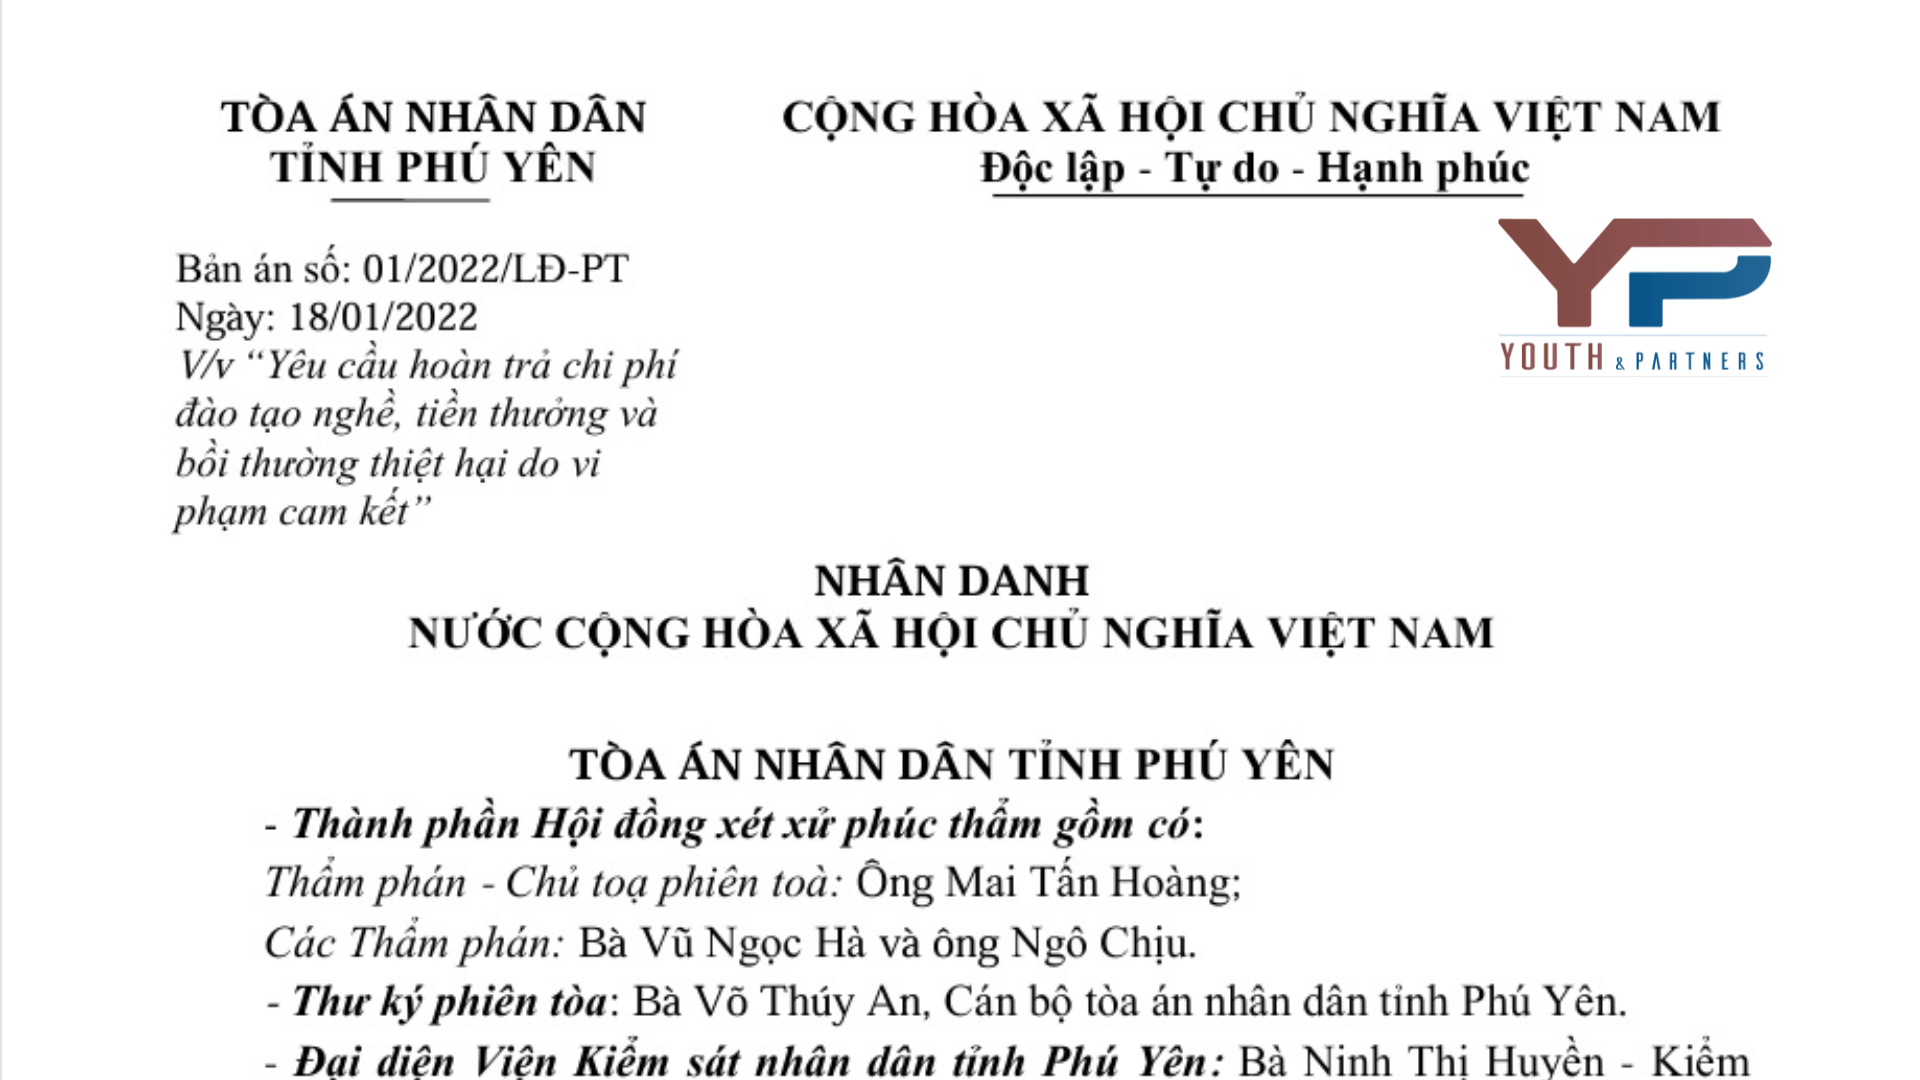 TÒA ÁN NHÂN DÂN
TỈNH PHÚ YÊN
CỘNG HÒA XÃ HỘI CHỦ NGHĨA VIỆT NAM
Độc lập - Tự do - Hạnh phúc
YP
YOUTH & PARTNERS
Bản án số: 01/2022/LĐ-PT
Ngày: 18/01/2022
V/v “Yêu cầu hoàn trả chi phí
đào tạo nghề, tiền thưởng và
bồi thường thiệt hại do vi
phạm cam kết”
NHÂN DANH
NƯỚC CỘNG HÒA XÃ HỘI CHỦ NGHĨA VIỆT NAM
TÒA ÁN NHÂN DÂN TỈNH PHÚ YÊN
- Thành phần Hội đồng xét xử phúc thẩm gồm có:
Thẩm phán - Chủ toạ phiên toà: Ông Mai Tấn Hoàng;
Các Thẩm phán: Bà Vũ Ngọc Hà và ông Ngô Chịu.
- Thư ký phiên tòa: Bà Võ Thúy An, Cán bộ tòa án nhân dân tỉnh Phú Yên.
- Đại diện Viện Kiểm sát nhân dân tỉnh Phú Yên: Bà Ninh Thị Huyền - Kiểm